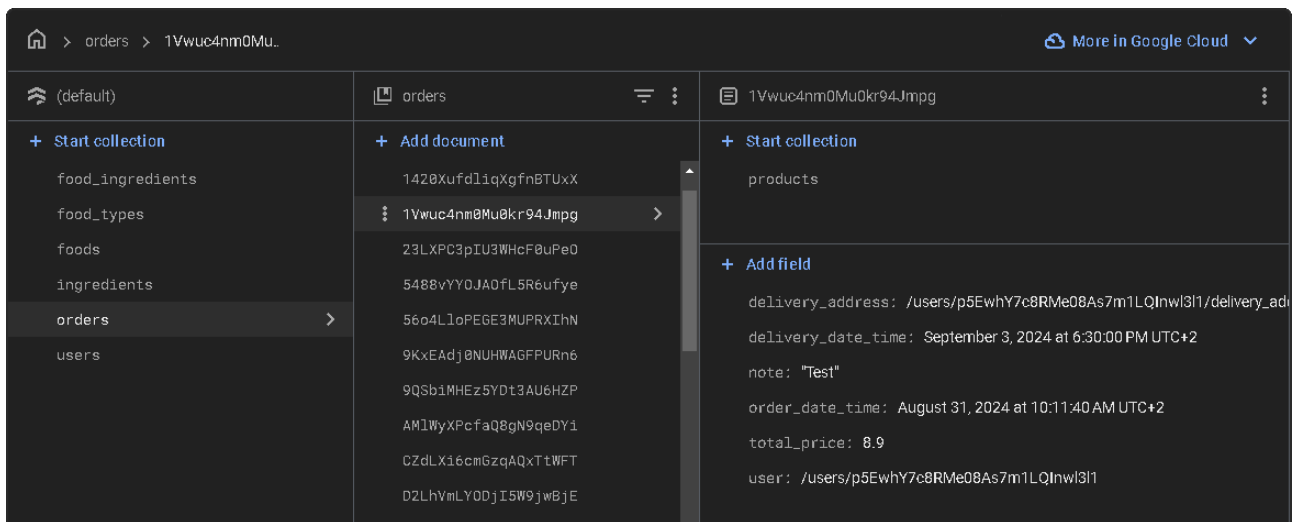 > orders > 1Vwuc4nm0Mu..
More in Google Cloud
(default)
Start collection
food_ingredients
food_types
foods
ingredients
orders
users
orders
Add document
1420XufdliqXgfnBTUxX
1Vwuc4nm0Mu0kr94Jmpg
23LXPC3pIU3WHcF0uPeO
5488vYYOJAOfL5R6ufye
56o4LloPEGE3MUPRXIhN
9KxEAdj0NUHWAGFPURn6
9QSbiMHEz5YDt3AU6HZP
AMlWyXPcfaQ8gN9qeDYi
CZdLXi6cmGzqAQxTtWFT
D2LhVmLYODjI5W9jwBjE
1Vwuc4nm0Mu0kr94Jmpg
Start collection
products
Add field
delivery_address: /users/p5EwhY7c8RMe08As7m1LQInwl3l1/delivery_add
delivery_date_time: September 3, 2024 at 6:30:00 PM UTC+2
note: "Test"
order_date_time: August 31, 2024 at 10:11:40 AM UTC+2
total_price: 8.9
user: /users/p5EwhY7c8RMe08As7m1LQInwl3l1